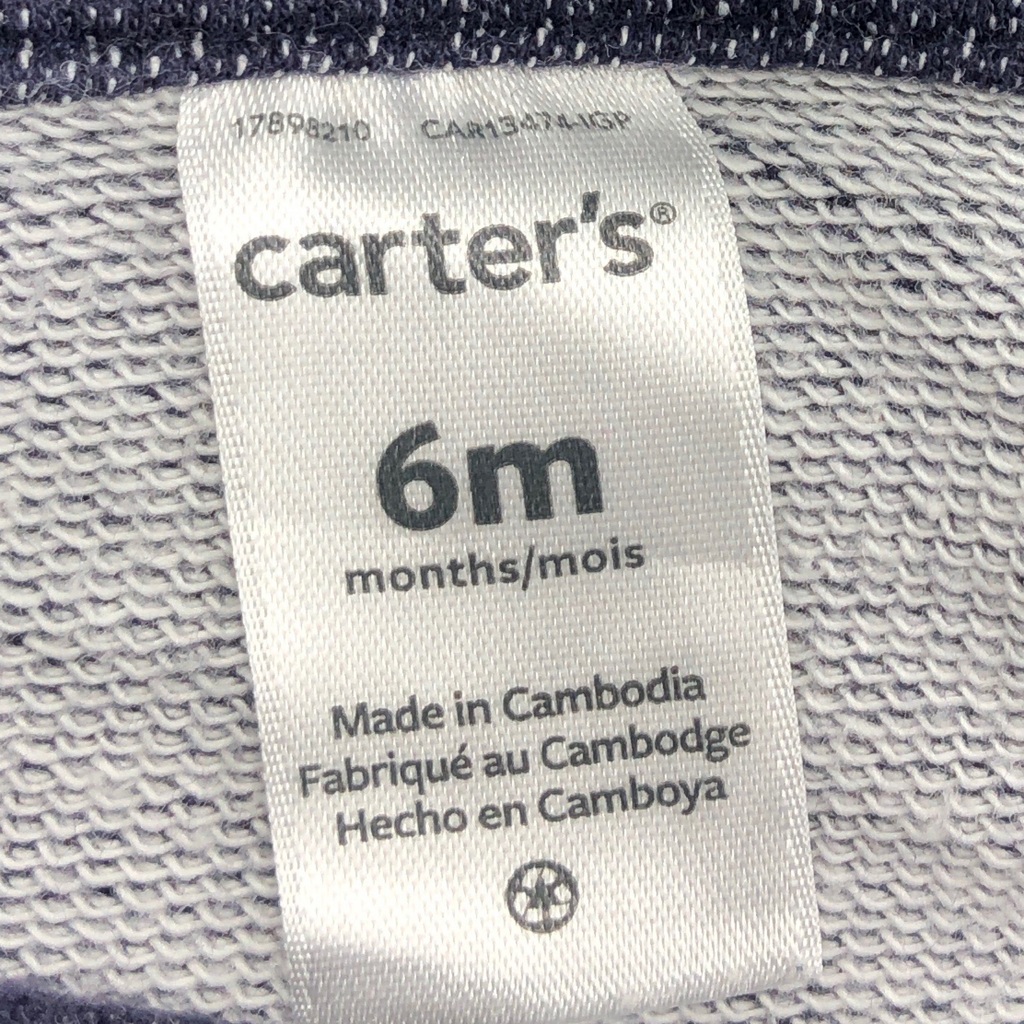 17898210 CAR13474-IGP
carter's®
6m
months/mois
Made in Cambodia
Fabriqué au Cambodge
Hecho en Camboya